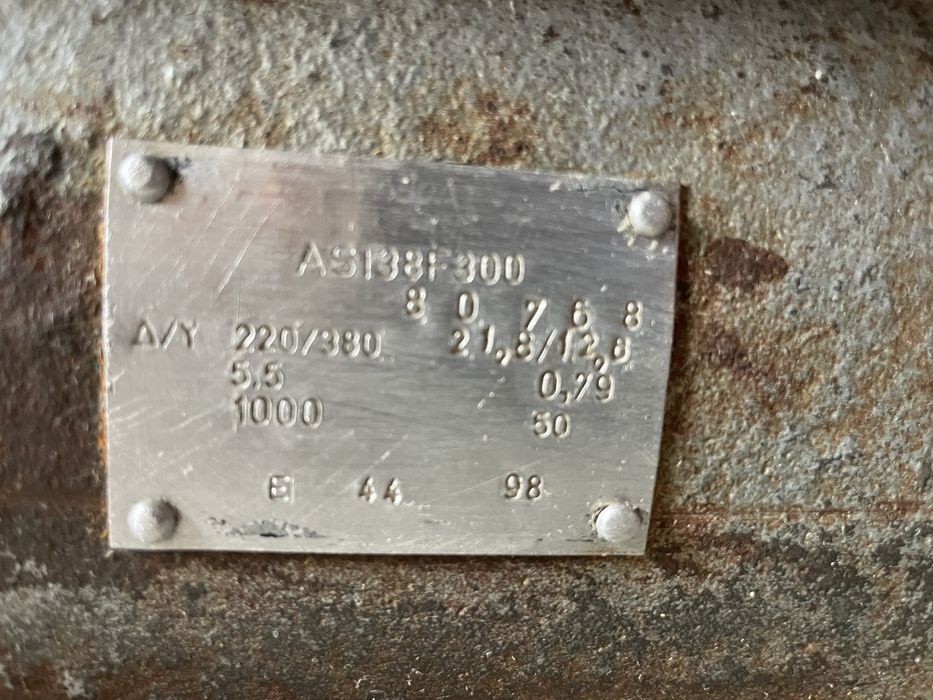 AS138F300
8 0 7 6 8
Δ/Y 220/380 21,8/12,6
5,5 0,79
1000 50
E 44 98